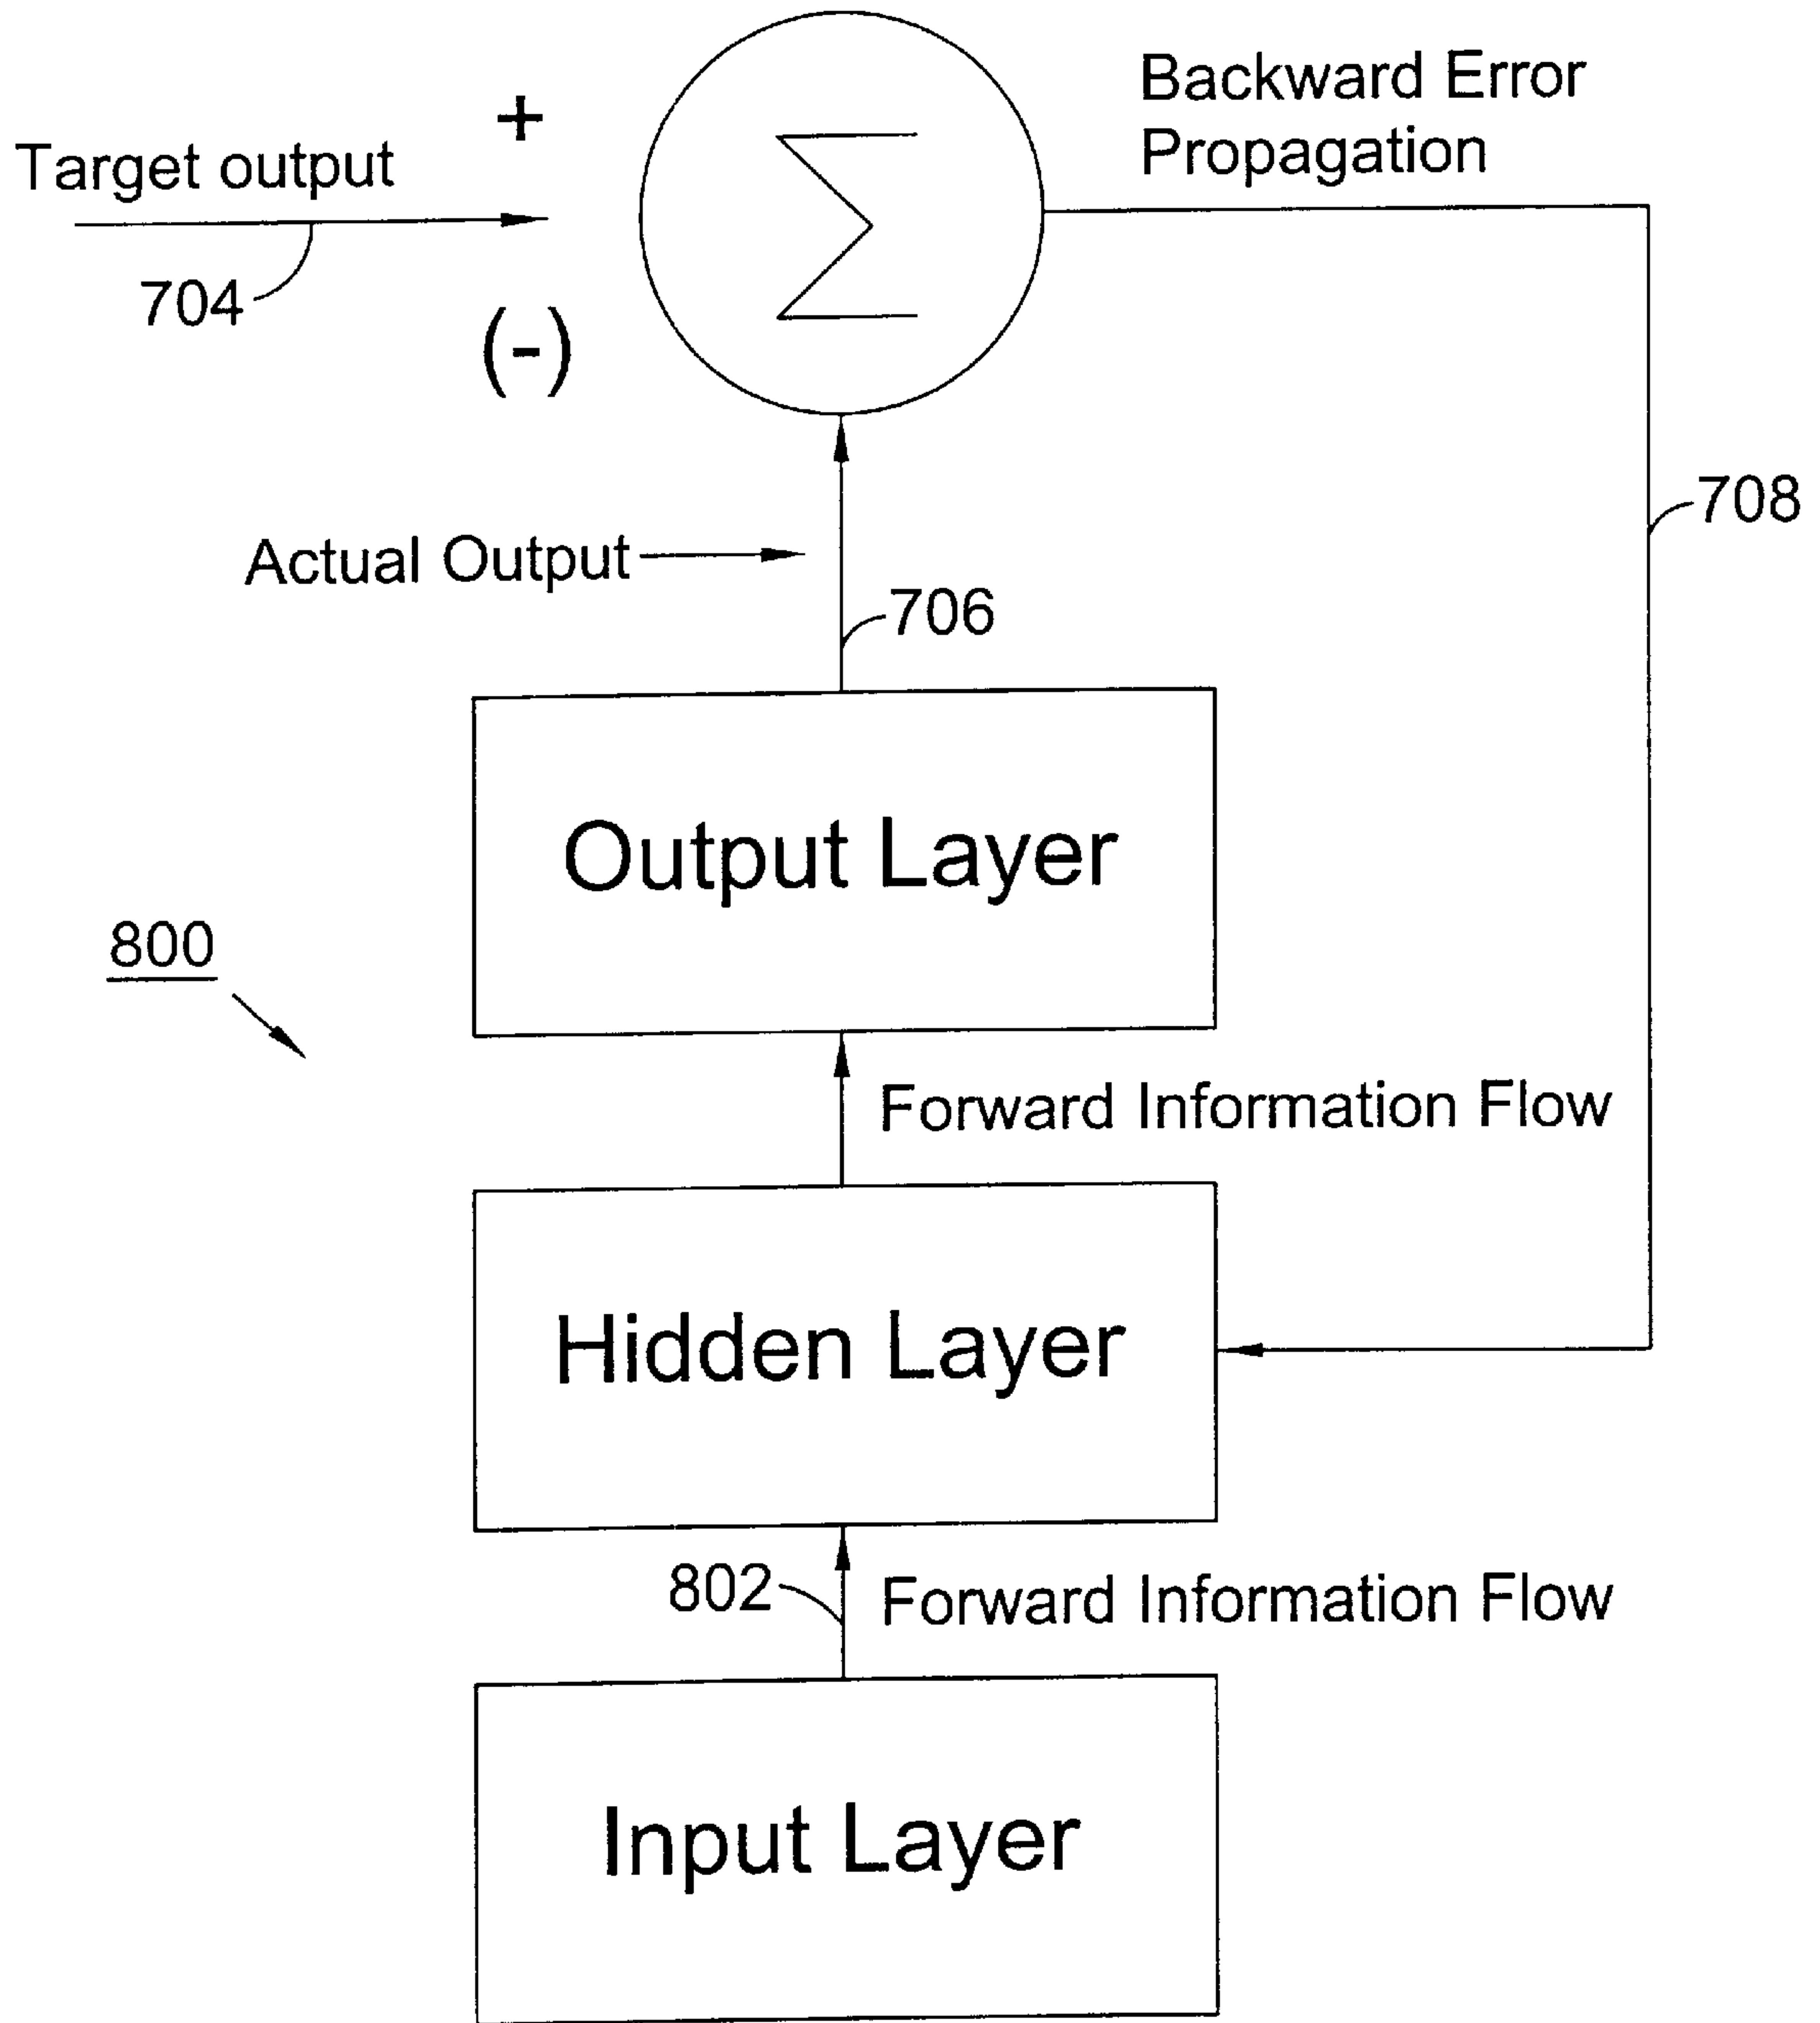 Backward Error
Propagation
+
Target output
704
(-)
Σ
708
Actual Output
706
Output Layer
800
Forward Information Flow
Hidden Layer
802
Forward Information Flow
Input Layer